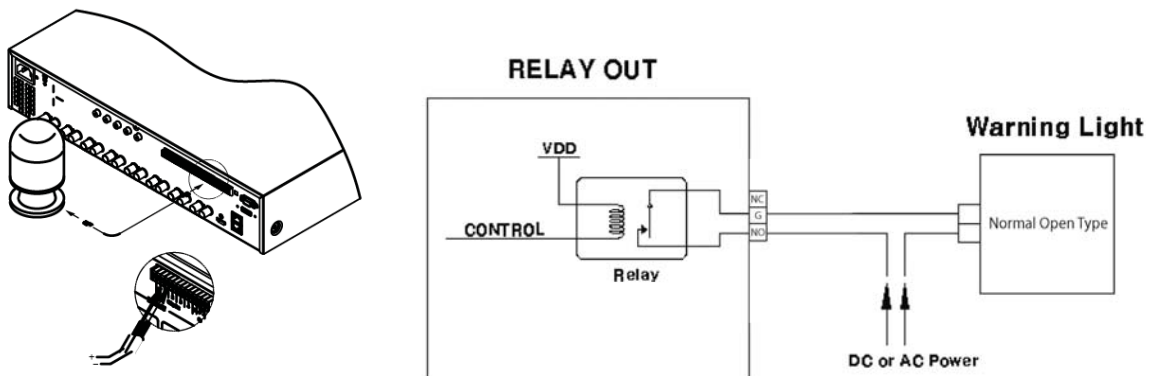 RELAY OUT
VDD
CONTROL
Relay
NC
G
NO
Warning Light
Normal Open Type
DC or AC Power
+
-